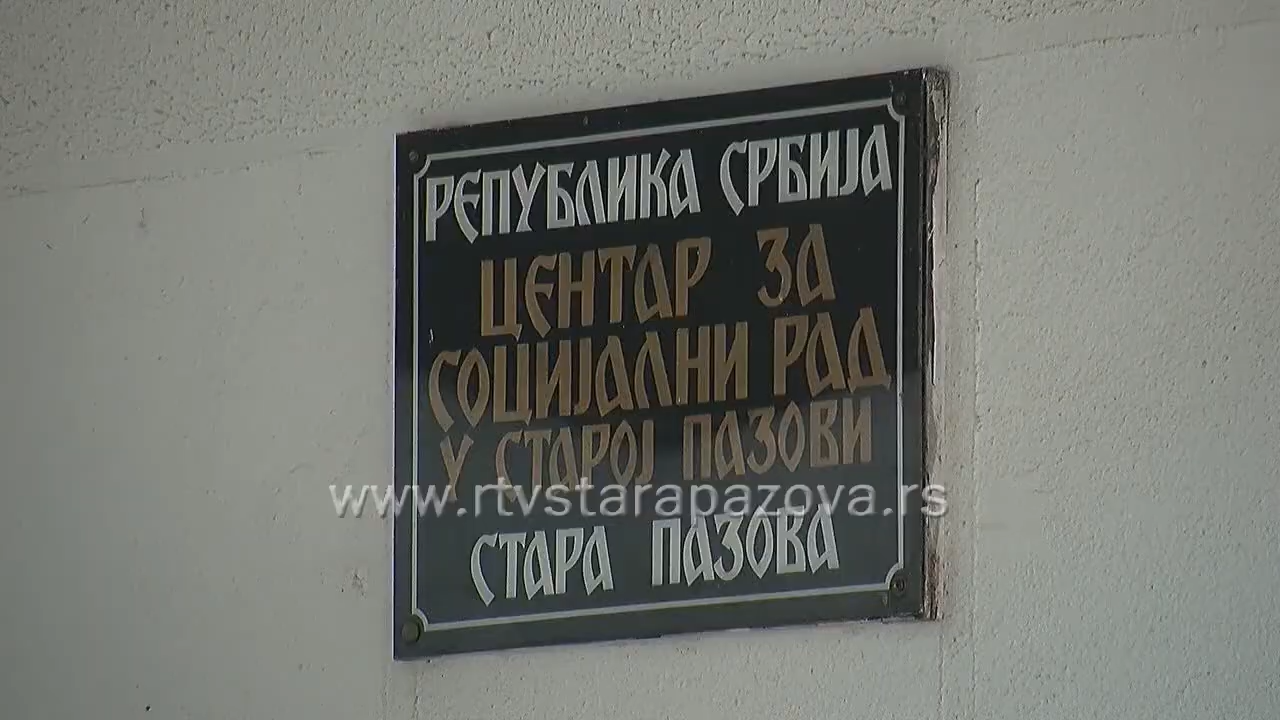 РЕПУБЛИКА СРБИЈА
ЦЕНТАР ЗА
СОЦИЈАЛНИ РАД
У СТАРОЈ ПАЗОВИ
www.rtvstarapazova.rs
СТАРА ПАЗОВА